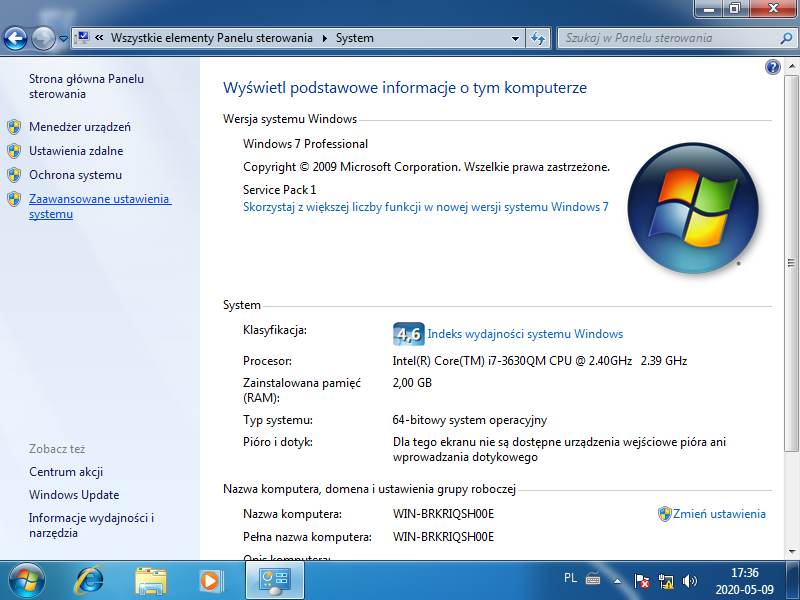 « Wszystkie elementy Panelu sterowania ▸ System
Szukaj w Panelu sterowania
Strona główna Panelu
sterowania
Menedżer urządzeń
Ustawienia zdalne
Ochrona systemu
Zaawansowane ustawienia
systemu
Zobacz też
Centrum akcji
Windows Update
Informacje wydajności i
narzędzia
Wyświetl podstawowe informacje o tym komputerze
Wersja systemu Windows
Windows 7 Professional
Copyright © 2009 Microsoft Corporation. Wszelkie prawa zastrzeżone.
Service Pack 1
Skorzystaj z większej liczby funkcji w nowej wersji systemu Windows 7
System
Klasyfikacja:
4,6 Indeks wydajności systemu Windows
Procesor:
Intel(R) Core(TM) i7-3630QM CPU @ 2.40GHz 2.39 GHz
Zainstalowana pamięć
(RAM):
2,00 GB
Typ systemu:
64-bitowy system operacyjny
Pióro i dotyk:
Dla tego ekranu nie są dostępne urządzenia wejściowe pióra ani
wprowadzania dotykowego
Nazwa komputera, domena i ustawienia grupy roboczej
Nazwa komputera:
WIN-BRKRIQSH00E
Zmień ustawienia
Pełna nazwa komputera:
WIN-BRKRIQSH00E
Opis komputera:
PL
17:36
2020-05-09